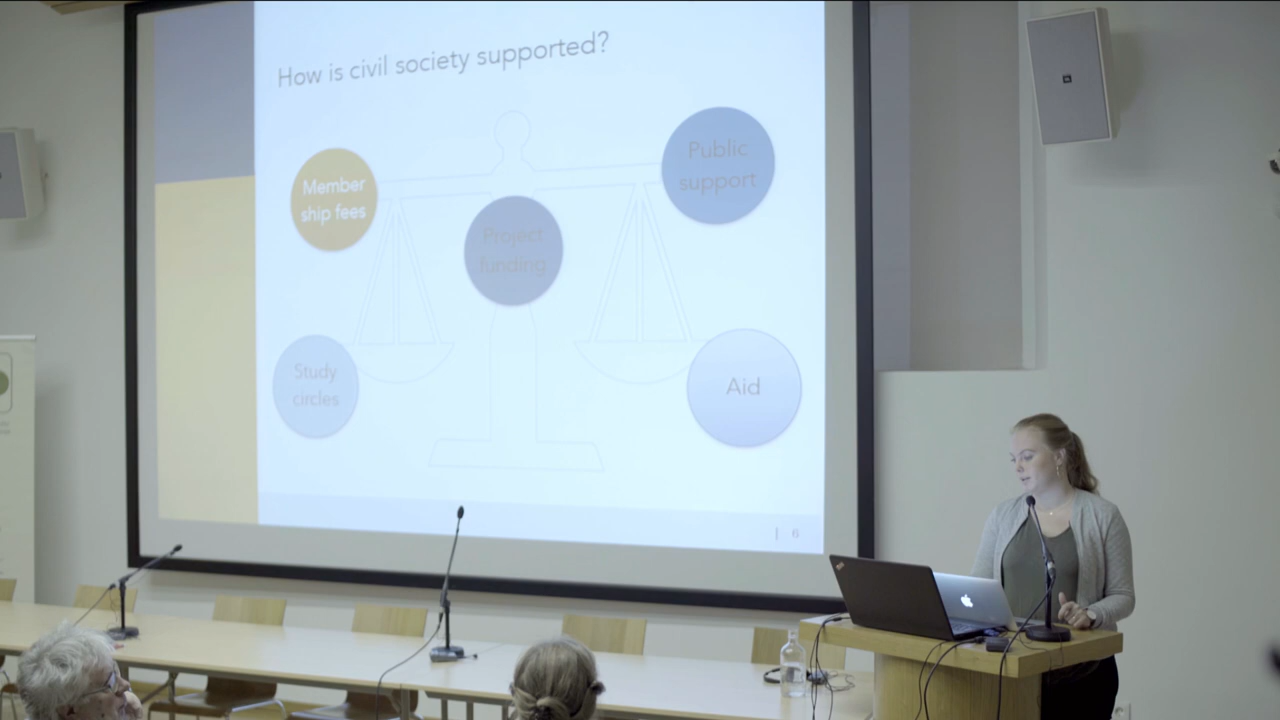 How is civil society supported?
Member
ship fees
Public
support
Project
funding
Study
circles
Aid
| 6